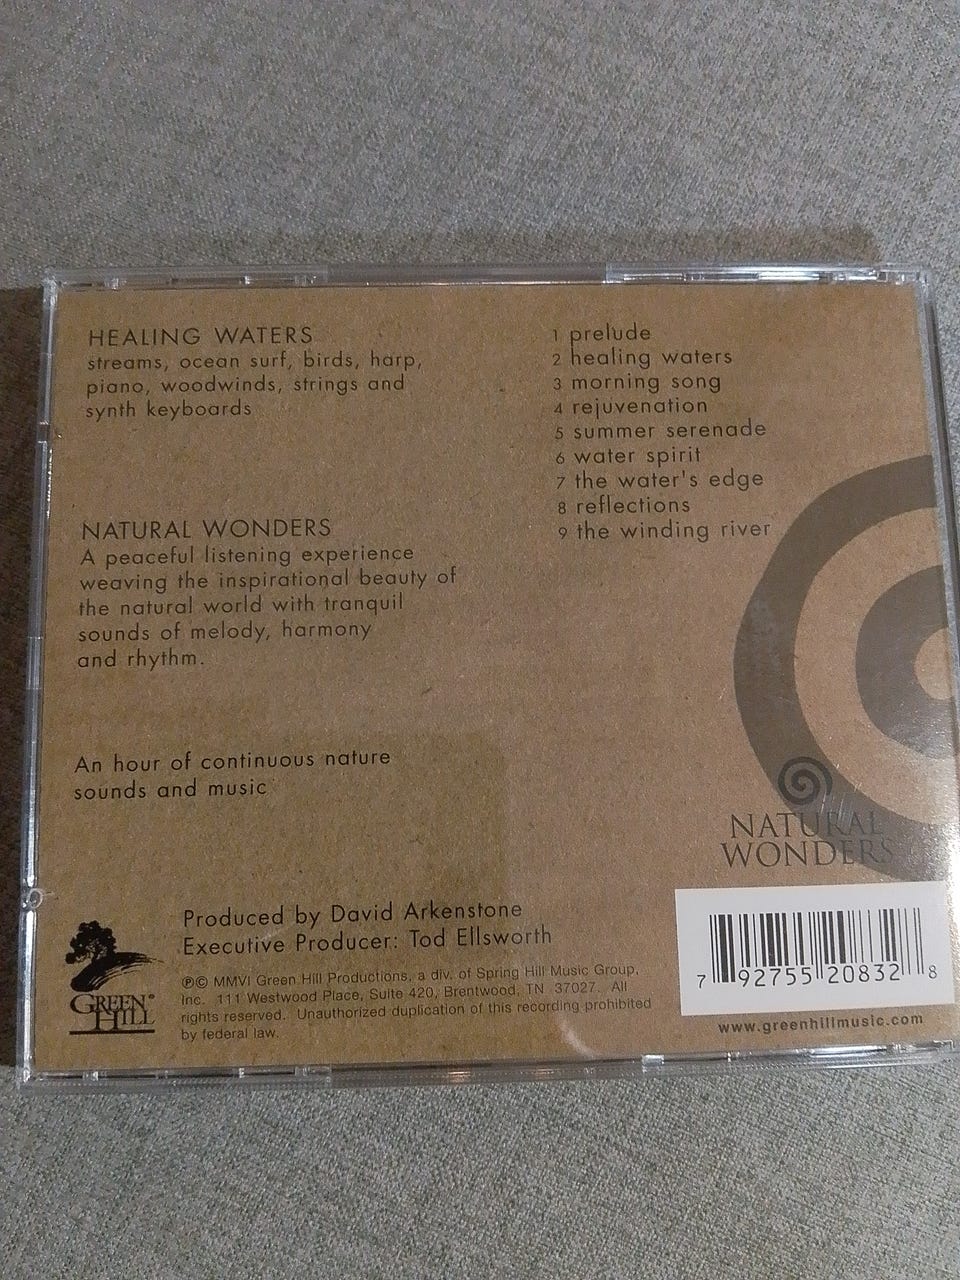 HEALING WATERS
streams, ocean surf, birds, harp,
piano, woodwinds, strings and
synth keyboards
NATURAL WONDERS
A peaceful listening experience
weaving the inspirational beauty of
the natural world with tranquil
sounds of melody, harmony
and rhythm.
An hour of continuous nature
sounds and music
1 prelude
2 healing waters
3 morning song
4 rejuvenation
5 summer serenade
6 water spirit
7 the water's edge
8 reflections
9 the winding river
NATURAL
WONDERS
GREEN®
HILL
Produced by David Arkenstone
Executive Producer: Tod Ellsworth
℗© MMVI Green Hill Productions, a div. of Spring Hill Music Group,
Inc. 111 Westwood Place, Suite 420, Brentwood, TN 37027. All
rights reserved. Unauthorized duplication of this recording prohibited
by federal law.
7 92755 20832 8
www.greenhillmusic.com